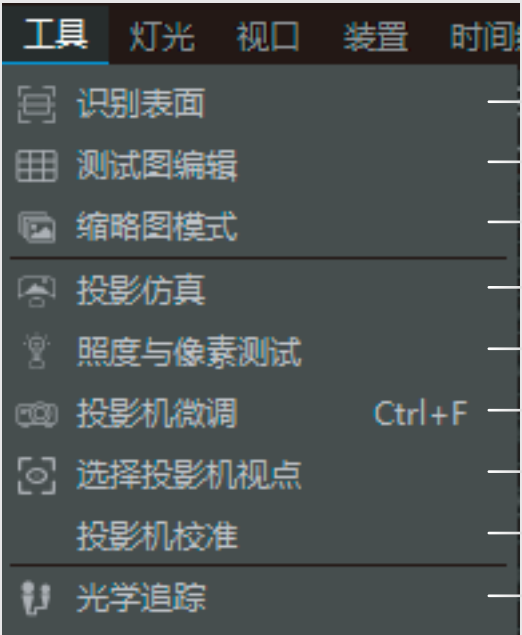 工具 灯光 视口 装置 时间
识别表面
测试图编辑
缩略图模式
投影仿真
照度与像素测试
投影机微调 Ctrl+F
选择投影机视点
投影机校准
光学追踪